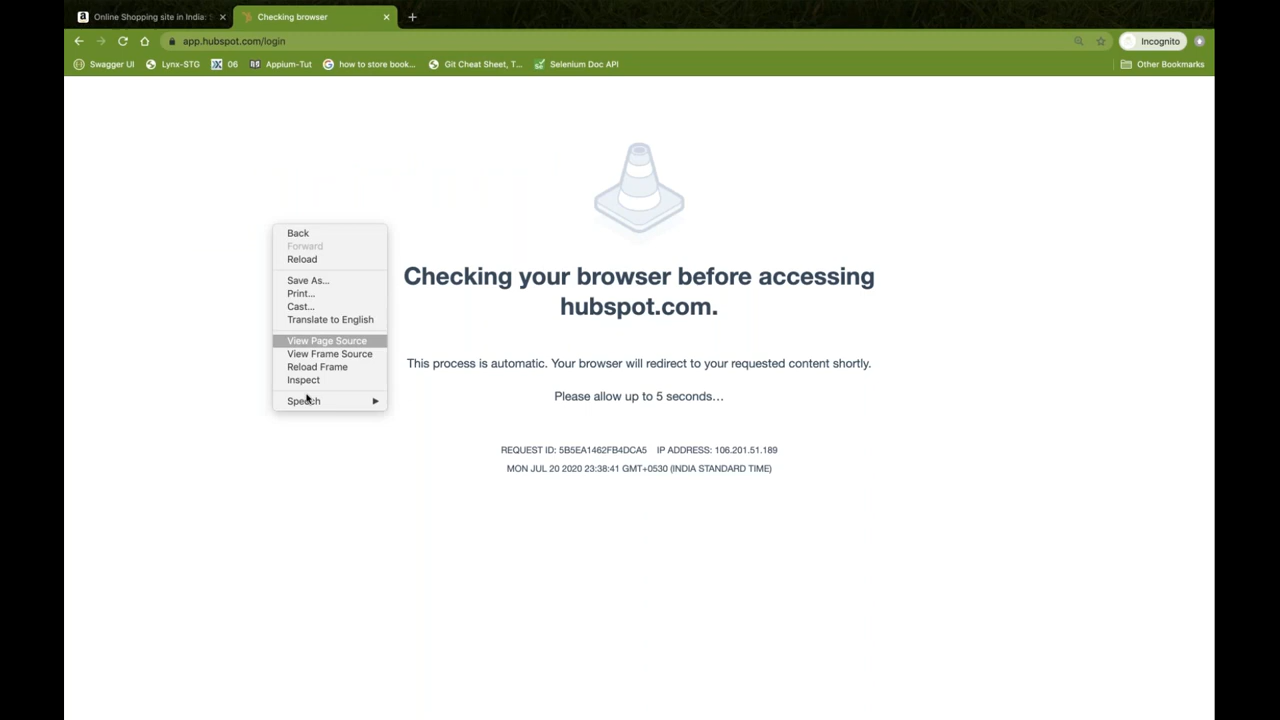 Online Shopping site in India:
Checking browser
app.hubspot.com/login
Incognito
Swagger UI
Lynx-STG
06
Appium-Tut
how to store book...
Git Cheat Sheet, T...
Selenium Doc API
Other Bookmarks
Back
Forward
Reload
Save As...
Print...
Cast...
Translate to English
View Page Source
View Frame Source
Reload Frame
Inspect
Speech
Checking your browser before accessing
hubspot.com.
This process is automatic. Your browser will redirect to your requested content shortly.
Please allow up to 5 seconds...
REQUEST ID: 5B5EA1462FB4DCA5 IP ADDRESS: 106.201.51.189
MON JUL 20 2020 23:38:41 GMT+0530 (INDIA STANDARD TIME)